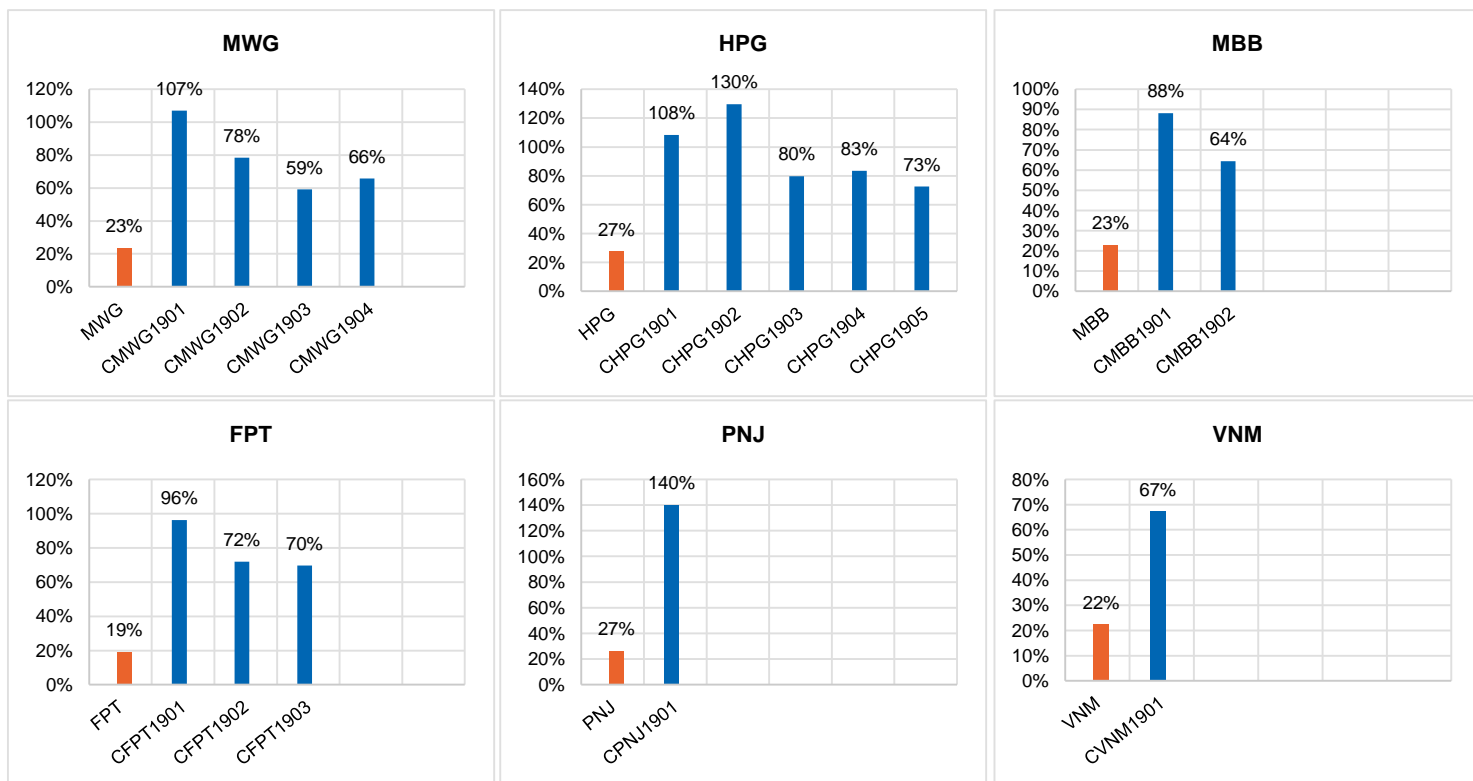 MWG
120%
100%
80%
60%
40%
20%
0%
23%
107%
78%
59%
66%
MWG
CMWG1901
CMWG1902
CMWG1903
CMWG1904
HPG
140%
120%
100%
80%
60%
40%
20%
0%
27%
108%
130%
80%
83%
73%
HPG
CHPG1901
CHPG1902
CHPG1903
CHPG1904
CHPG1905
MBB
100%
90%
80%
70%
60%
50%
40%
30%
20%
10%
0%
23%
88%
64%
MBB
CMBB1901
CMBB1902
FPT
120%
100%
80%
60%
40%
20%
0%
19%
96%
72%
70%
FPT
CFPT1901
CFPT1902
CFPT1903
PNJ
160%
140%
120%
100%
80%
60%
40%
20%
0%
27%
140%
PNJ
CPNJ1901
VNM
80%
70%
60%
50%
40%
30%
20%
10%
0%
22%
67%
VNM
CVNM1901